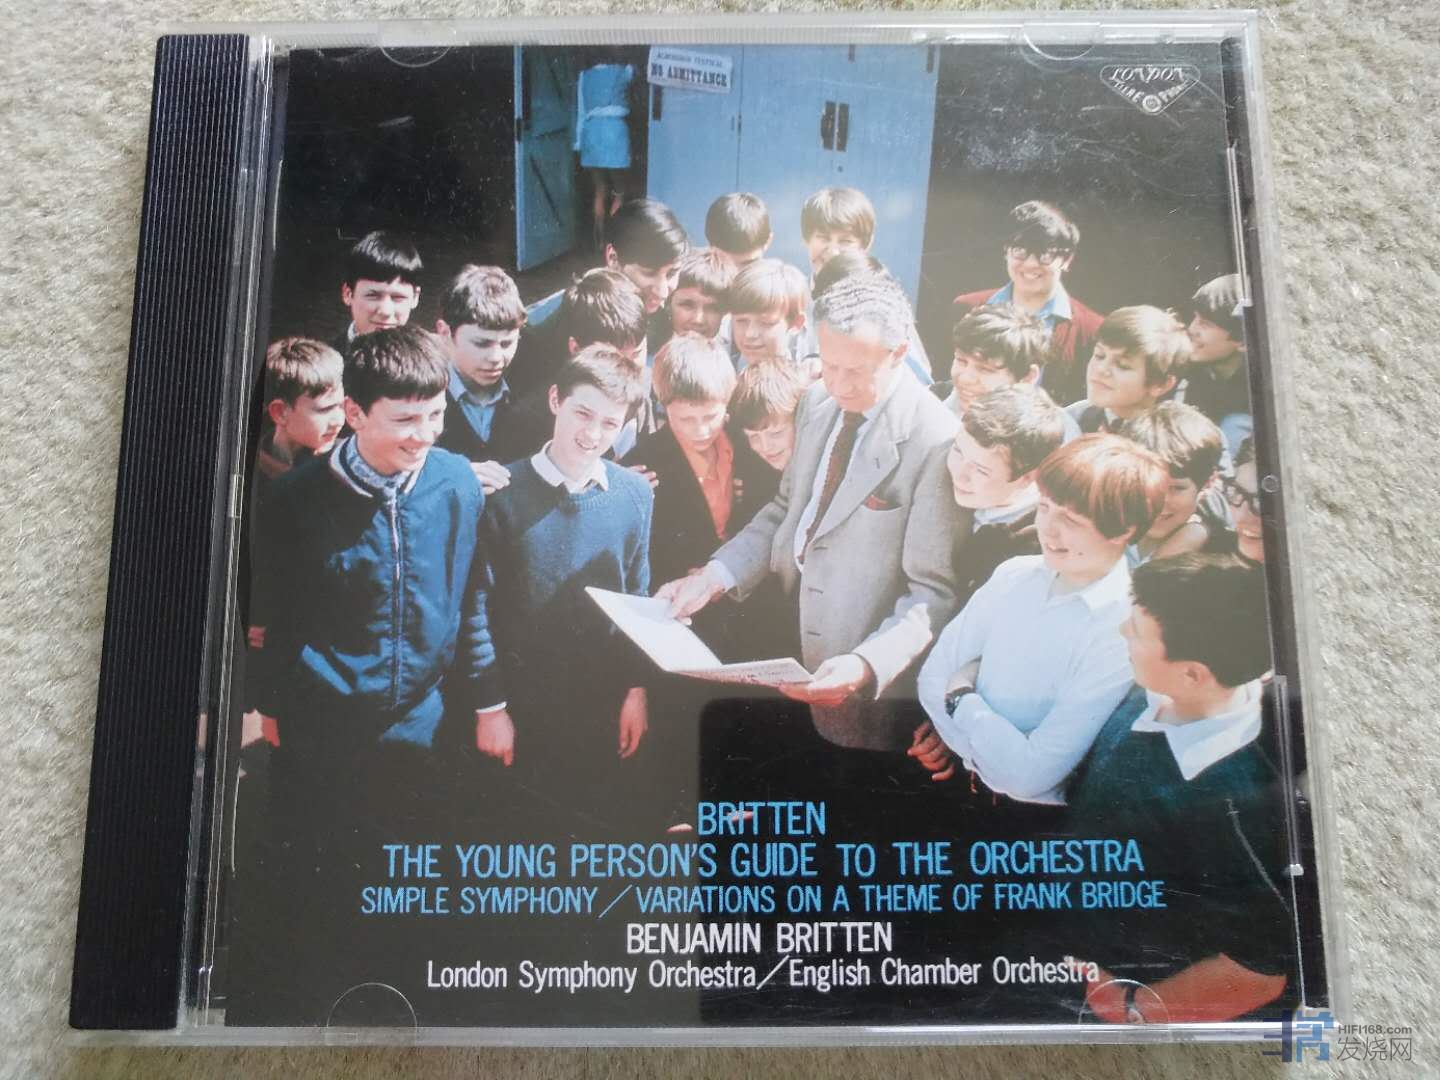 NO ADMITTANCE
LONDON
BRITTEN
THE YOUNG PERSON'S GUIDE TO THE ORCHESTRA
SIMPLE SYMPHONY/VARIATIONS ON A THEME OF FRANK BRIDGE
BENJAMIN BRITTEN
London Symphony Orchestra/English Chamber Orchestra
HIFI168.com
发烧网